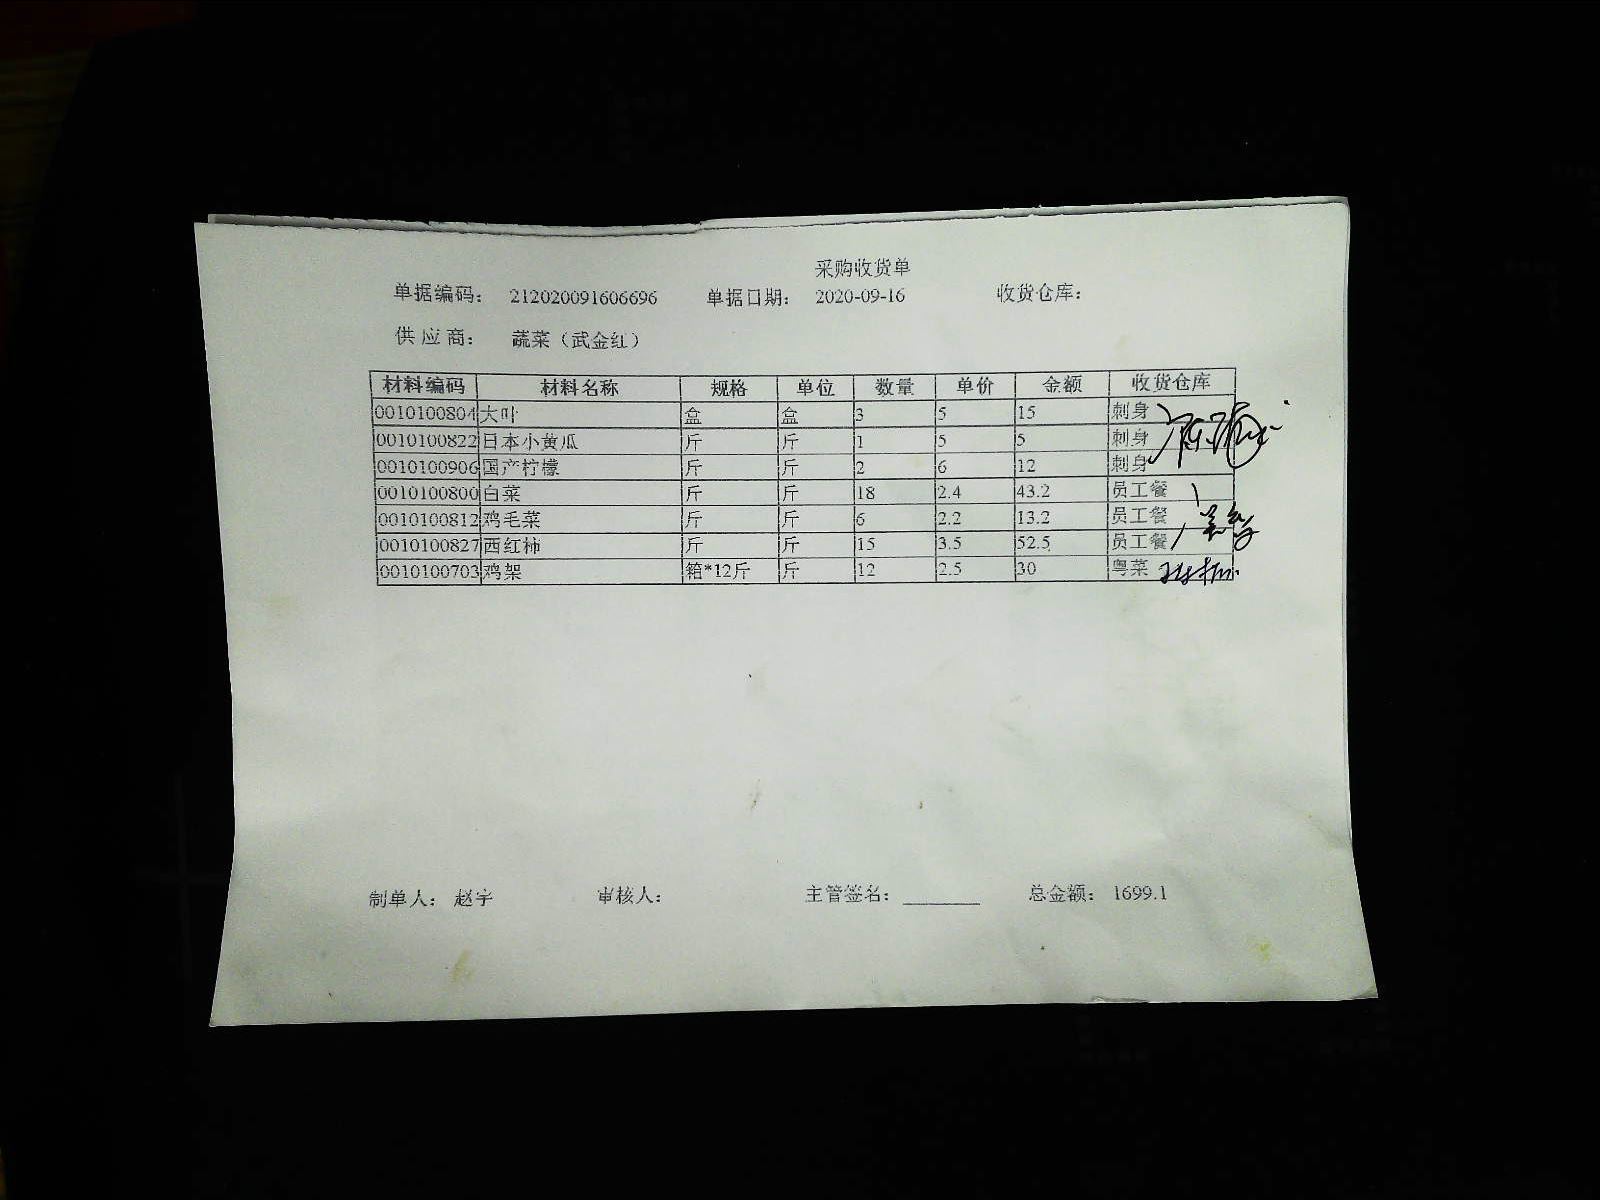 采购收货单
单据编码： 212020091606696 单据日期： 2020-09-16 收货仓库：
供应商： 蔬菜（武金红）
材料编码 材料名称 规格 单位 数量 单价 金额 收货仓库
0010100804 大叶 盒 盒 3 5 15 刺身
0010100822 日本小黄瓜 斤 斤 1 5 5 刺身
0010100906 国产柠檬 斤 斤 2 6 12 刺身
0010100800 白菜 斤 斤 18 2.4 43.2 员工餐
0010100812 鸡毛菜 斤 斤 6 2.2 13.2 员工餐
0010100827 西红柿 斤 斤 15 3.5 52.5 员工餐
0010100703 鸡架 箱*12斤 斤 12 2.5 30 粤菜
制单人： 赵宇 审核人： 主管签名： 总金额： 1699.1